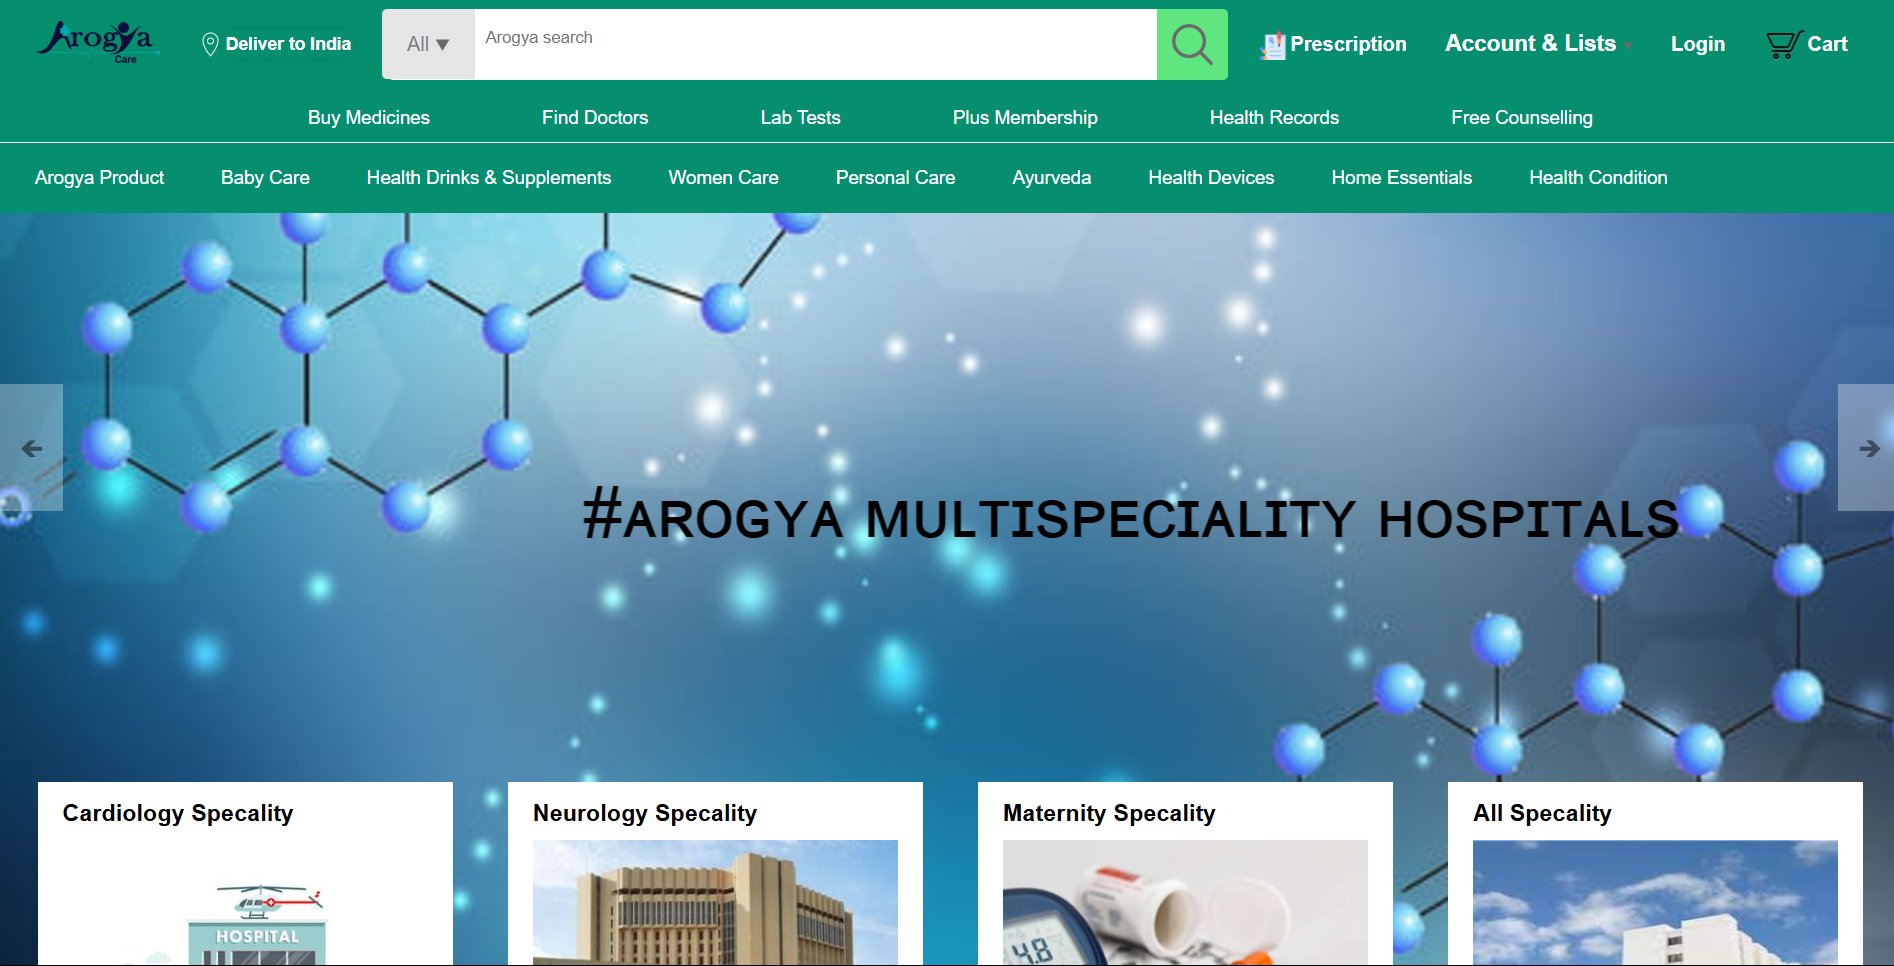 Arogya
Care
Deliver to India
All ▼
Arogya search
Prescription
Account & Lists
Login
Cart
Buy Medicines
Find Doctors
Lab Tests
Plus Membership
Health Records
Free Counselling
Arogya Product
Baby Care
Health Drinks & Supplements
Women Care
Personal Care
Ayurveda
Health Devices
Home Essentials
Health Condition
#AROGYA MULTISPECIALITY HOSPITALS
Cardiology Specality
HOSPITAL
Neurology Specality
Maternity Specality
4.8
All Specality